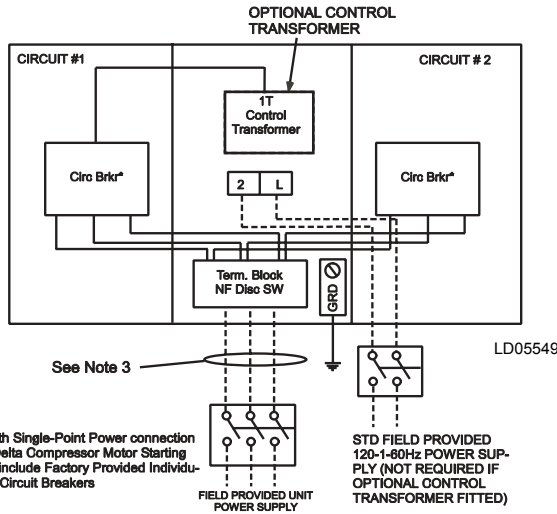 OPTIONAL CONTROL
TRANSFORMER
CIRCUIT #1
CIRCUIT # 2
1T
Control
Transformer
Circ Brkr*
Circ Brkr*
2 L
Term. Block
NF Disc SW
GRD
LD05549
See Note 3
Single-Point Power connection
Compressor Motor Starting
include Factory Provided Individu-
Circuit Breakers
STD FIELD PROVIDED
120-1-60Hz POWER SUP-
PLY (NOT REQUIRED IF
OPTIONAL CONTROL
TRANSFORMER FITTED)
FIELD PROVIDED UNIT
POWER SUPPLY